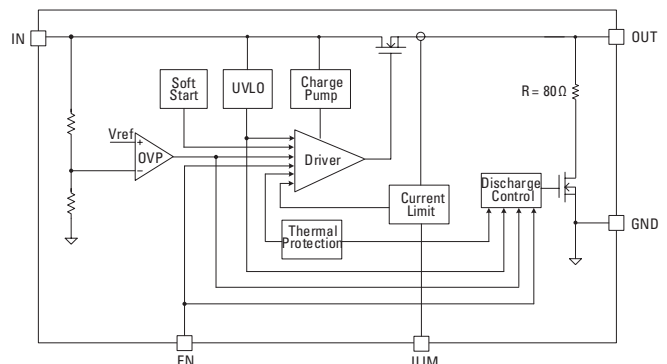 IN
OUT
Soft
Start
UVLO
Charge
Pump
R = 80 Ω
Vref
+
OVP
−
Driver
Discharge
Control
Current
Limit
Thermal
Protection
GND
EN
ILIM